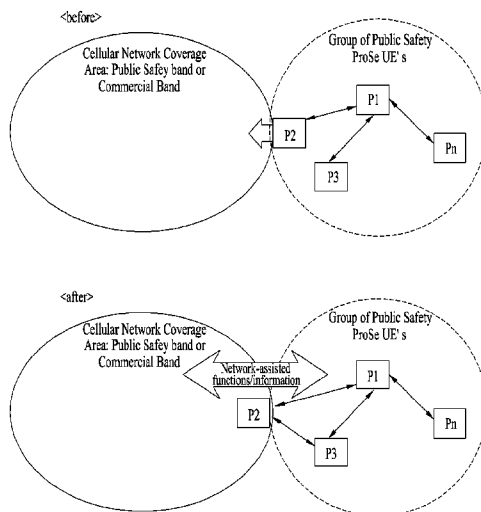 <before>
Cellular Network Coverage
Area: Public Safey band or
Commercial Band
Group of Public Safety
ProSe UE' s
P1
P2
P3
Pn
<after>
Cellular Network Coverage
Area: Public Safey band or
Commercial Band
Group of Public Safety
ProSe UE' s
Network-assisted
functions/information
P1
P2
P3
Pn